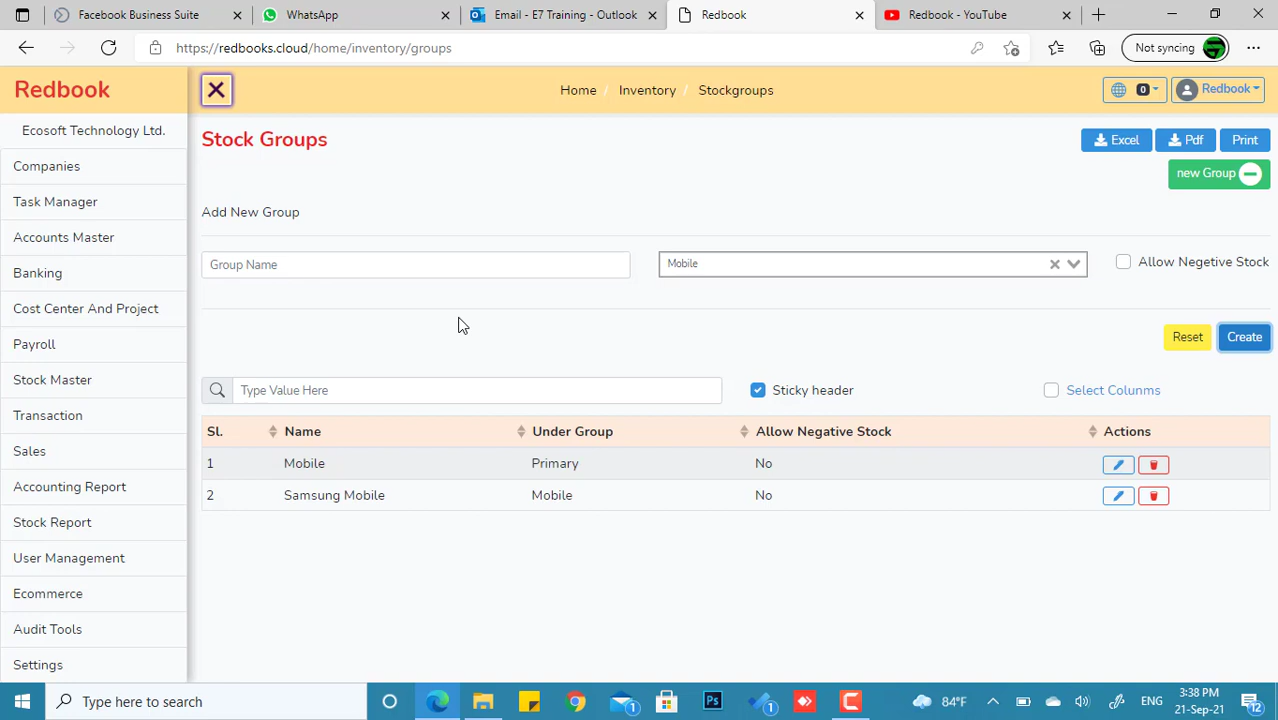 Facebook Business Suite
WhatsApp
Email - E7 Training - Outlook
Redbook
Redbook - YouTube
https://redbooks.cloud/home/inventory/groups
Not syncing
Redbook
Home / Inventory / Stockgroups
0
Redbook
Ecosoft Technology Ltd.
Companies
Task Manager
Accounts Master
Banking
Cost Center And Project
Payroll
Stock Master
Transaction
Sales
Accounting Report
Stock Report
User Management
Ecommerce
Audit Tools
Settings
Stock Groups
Excel
Pdf
Print
new Group
Add New Group
Group Name
Mobile
Allow Negetive Stock
Reset
Create
Type Value Here
Sticky header
Select Colunms
Sl. Name Under Group Allow Negative Stock Actions
1 Mobile Primary No
2 Samsung Mobile Mobile No
Type here to search
1
Ps
1
84°F
ENG
3:38 PM
21-Sep-21
12